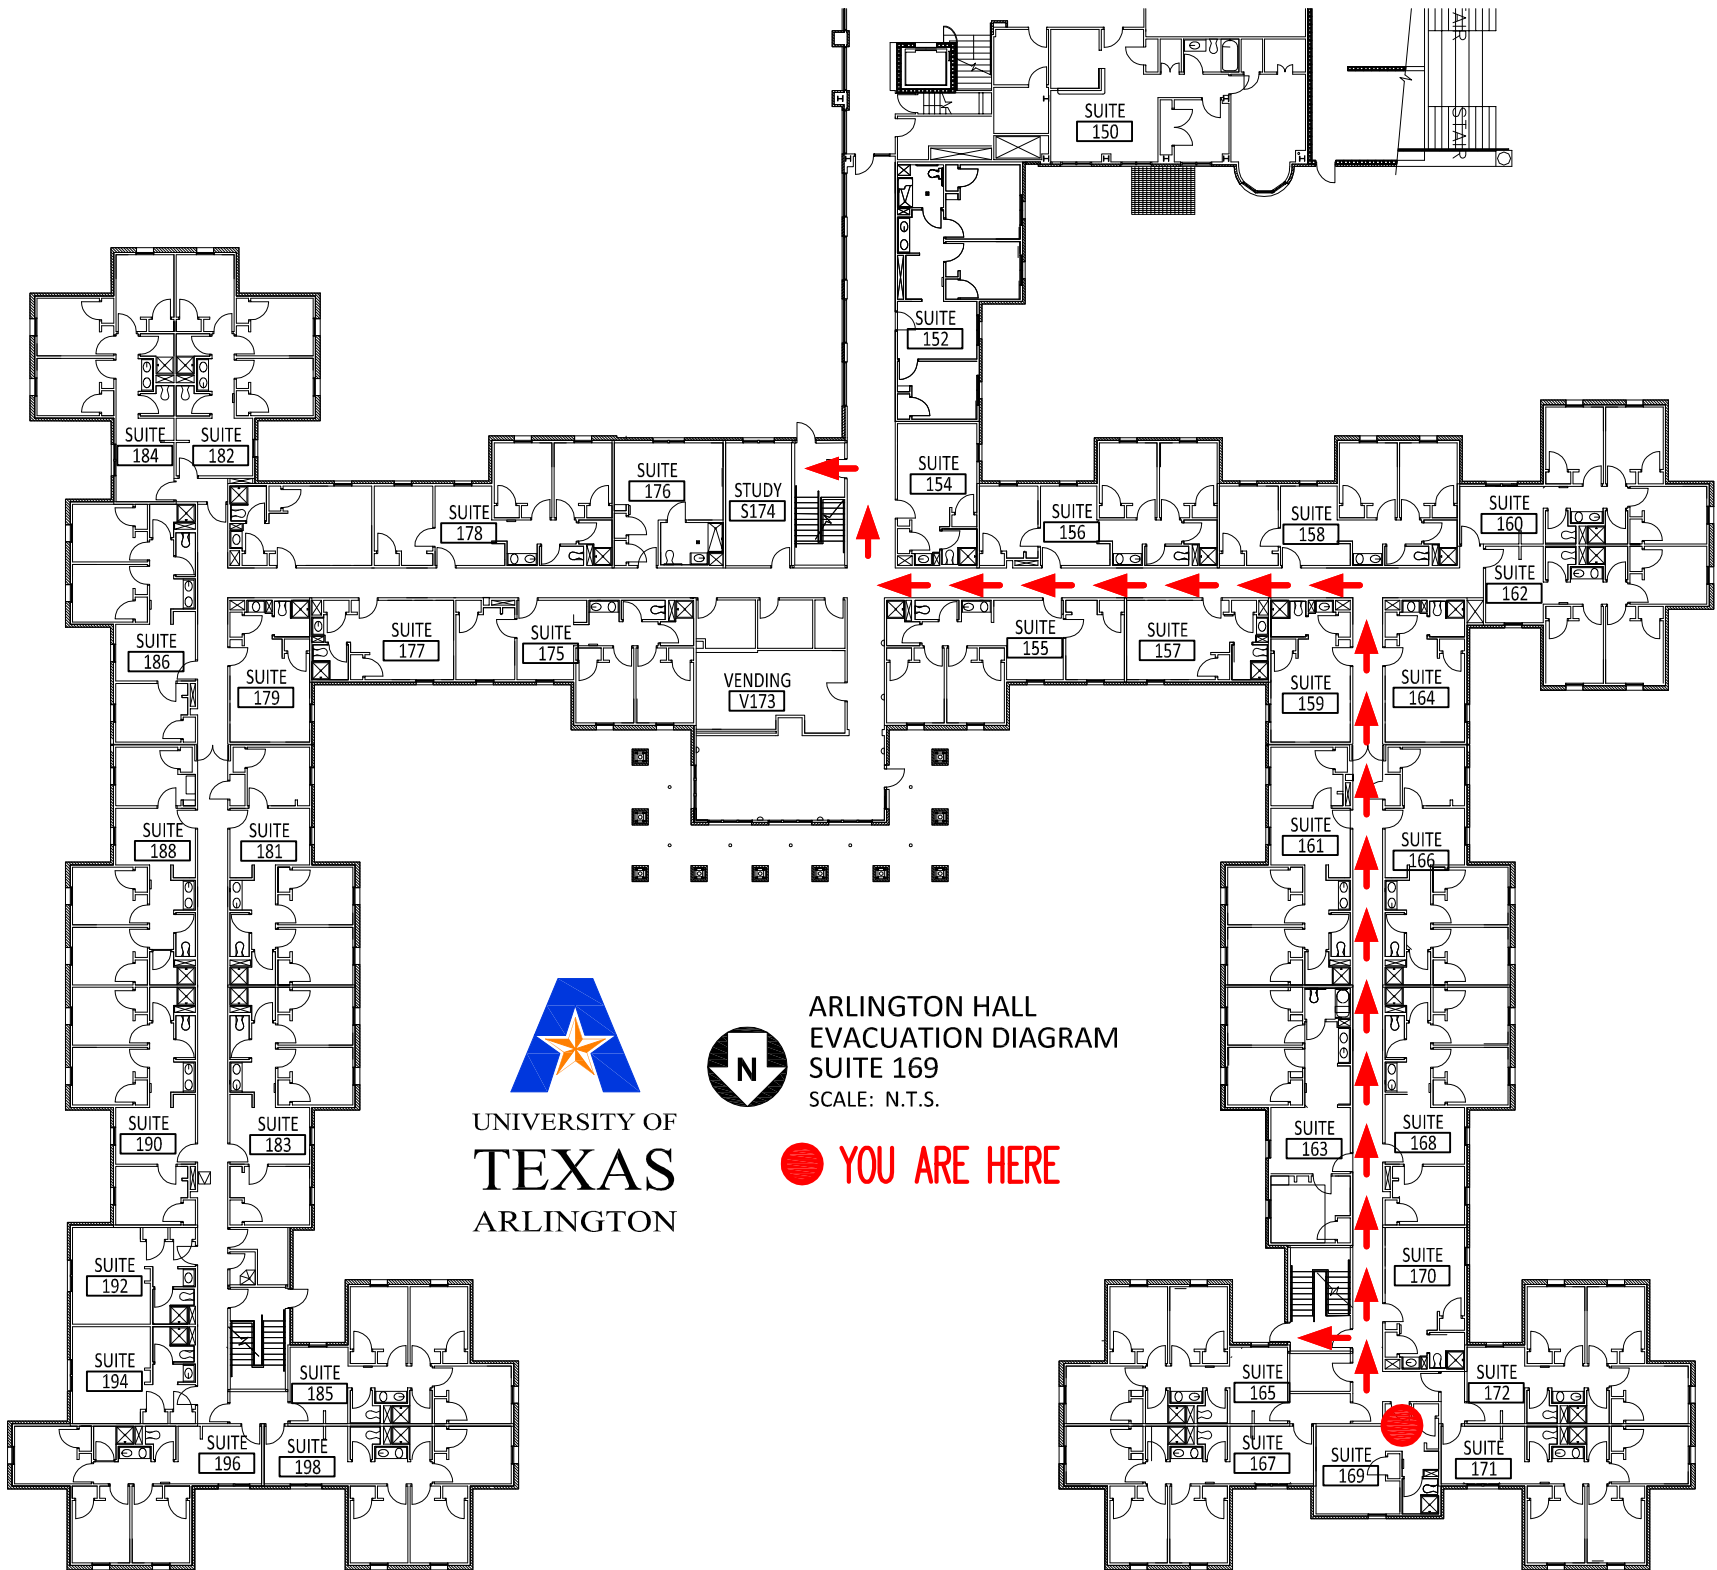 STAIR
STAIR
SUITE
150
SUITE
152
SUITE
184
SUITE
182
SUITE
154
SUITE
176
STUDY
S174
SUITE
178
SUITE
156
SUITE
158
SUITE
160
SUITE
162
SUITE
186
SUITE
179
SUITE
177
SUITE
175
VENDING
V173
SUITE
155
SUITE
157
SUITE
159
SUITE
164
SUITE
188
SUITE
181
SUITE
161
SUITE
166
ARLINGTON HALL
EVACUATION DIAGRAM
SUITE 169
SCALE: N.T.S.
N
UNIVERSITY OF
TEXAS
ARLINGTON
YOU ARE HERE
SUITE
190
SUITE
183
SUITE
163
SUITE
168
SUITE
192
SUITE
170
SUITE
194
SUITE
185
SUITE
165
SUITE
172
SUITE
196
SUITE
198
SUITE
167
SUITE
169
SUITE
171